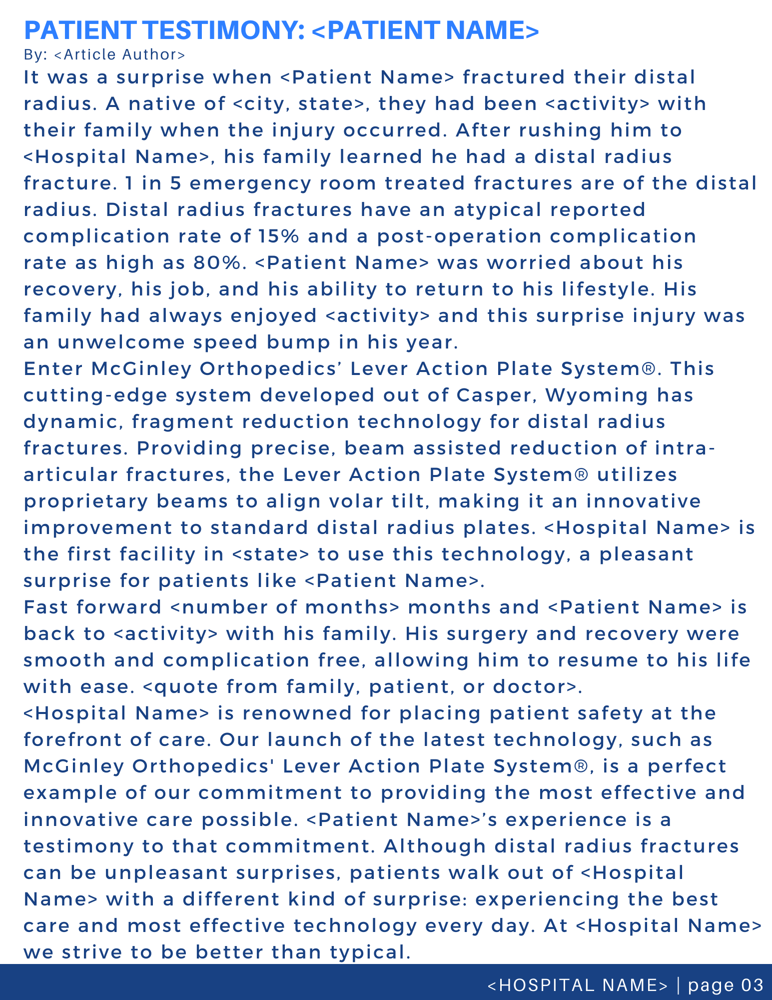 PATIENT TESTIMONY: <PATIENT NAME>
By: <Article Author>
It was a surprise when <Patient Name> fractured their distal
radius. A native of <city, state>, they had been <activity> with
their family when the injury occurred. After rushing him to
<Hospital Name>, his family learned he had a distal radius
fracture. 1 in 5 emergency room treated fractures are of the distal
radius. Distal radius fractures have an atypical reported
complication rate of 15% and a post-operation complication
rate as high as 80%. <Patient Name> was worried about his
recovery, his job, and his ability to return to his lifestyle. His
family had always enjoyed <activity> and this surprise injury was
an unwelcome speed bump in his year.
Enter McGinley Orthopedics’ Lever Action Plate System®. This
cutting-edge system developed out of Casper, Wyoming has
dynamic, fragment reduction technology for distal radius
fractures. Providing precise, beam assisted reduction of intra-
articular fractures, the Lever Action Plate System® utilizes
proprietary beams to align volar tilt, making it an innovative
improvement to standard distal radius plates. <Hospital Name> is
the first facility in <state> to use this technology, a pleasant
surprise for patients like <Patient Name>.
Fast forward <number of months> months and <Patient Name> is
back to <activity> with his family. His surgery and recovery were
smooth and complication free, allowing him to resume to his life
with ease. <quote from family, patient, or doctor>.
<Hospital Name> is renowned for placing patient safety at the
forefront of care. Our launch of the latest technology, such as
McGinley Orthopedics' Lever Action Plate System®, is a perfect
example of our commitment to providing the most effective and
innovative care possible. <Patient Name>’s experience is a
testimony to that commitment. Although distal radius fractures
can be unpleasant surprises, patients walk out of <Hospital
Name> with a different kind of surprise: experiencing the best
care and most effective technology every day. At <Hospital Name>
we strive to be better than typical.
<HOSPITAL NAME> | page 03